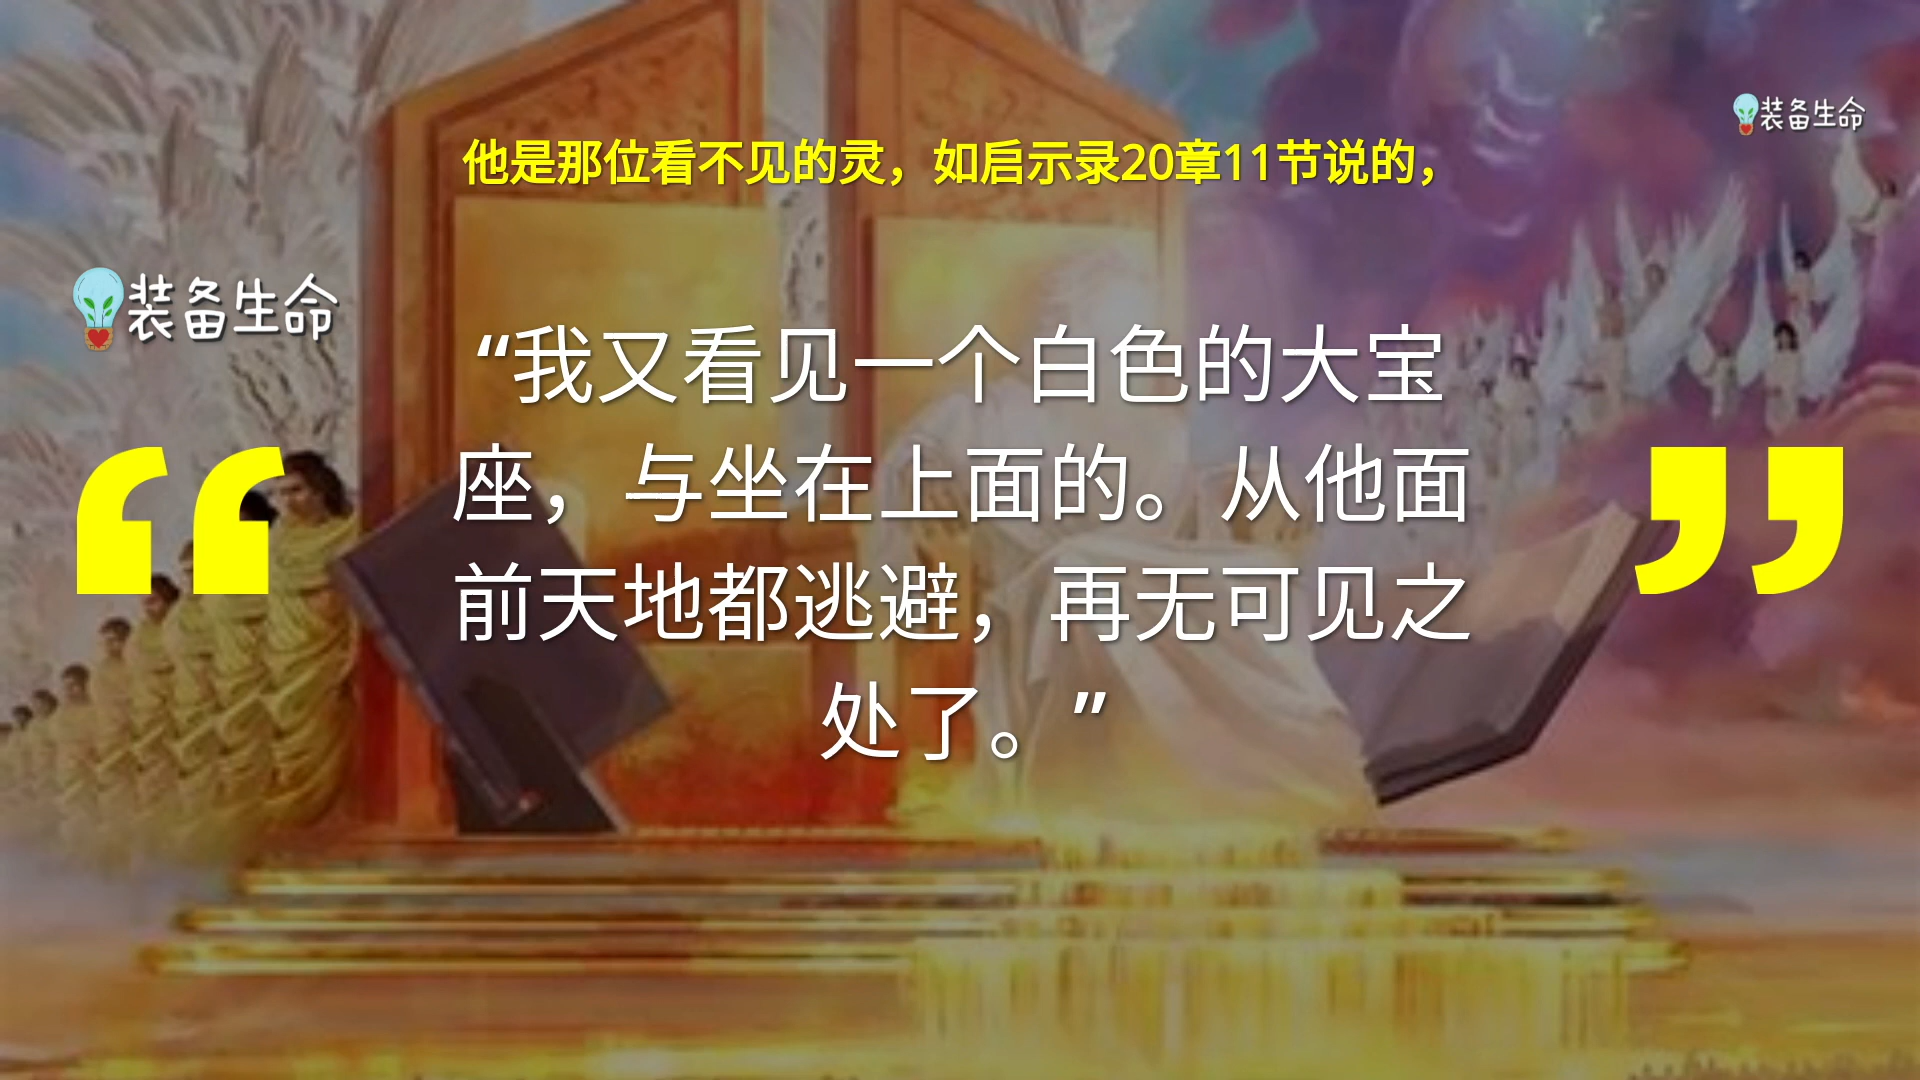 装备生命
他是那位看不见的灵，如启示录20章11节说的，
装备生命
“我又看见一个白色的大宝
座，与坐在上面的。从他面
前天地都逃避，再无可见之
处了。”